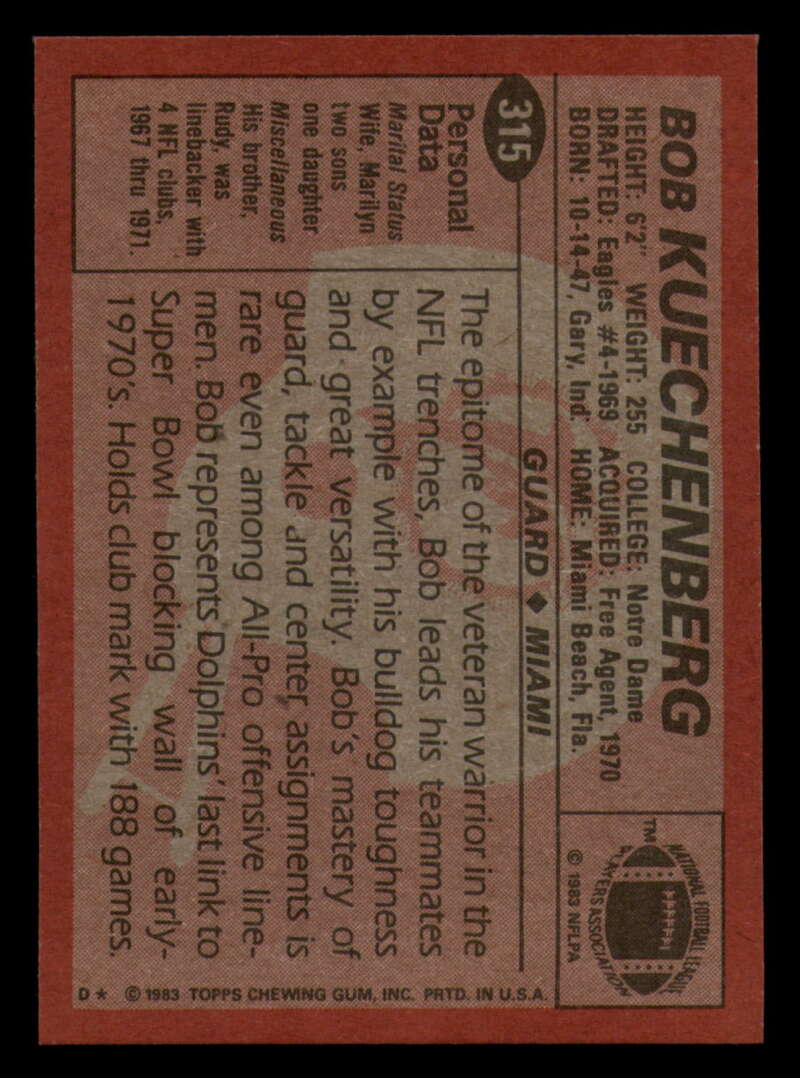 BOB KUECHENBERG
HEIGHT: 6'2" WEIGHT: 255 COLLEGE: Notre Dame
DRAFTED: Eagles #4-1969 ACQUIRED: Free Agent, 1970
BORN: 10-14-47, Gary, Ind. HOME: Miami Beach, Fla.
NATIONAL FOOTBALL LEAGUE
PLAYERS ASSOCIATION
TM
© 1983 NFLPA
315
GUARD ♦ MIAMI
Personal
Data
Marital Status
Wife, Marilyn
two sons
one daughter
Miscellaneous
His brother,
Rudy, was
linebacker with
4 NFL clubs,
1967 thru 1971.
The epitome of the veteran warrior in the
NFL trenches, Bob leads his teammates
by example with his bulldog toughness
and great versatility. Bob's mastery of
guard, tackle and center assignments is
rare even among All-Pro offensive line-
men. Bob represents Dolphins' last link to
Super Bowl blocking wall of early-
1970's. Holds club mark with 188 games.
D* © 1983 TOPPS CHEWING GUM, INC. PRTD. IN U.S.A.